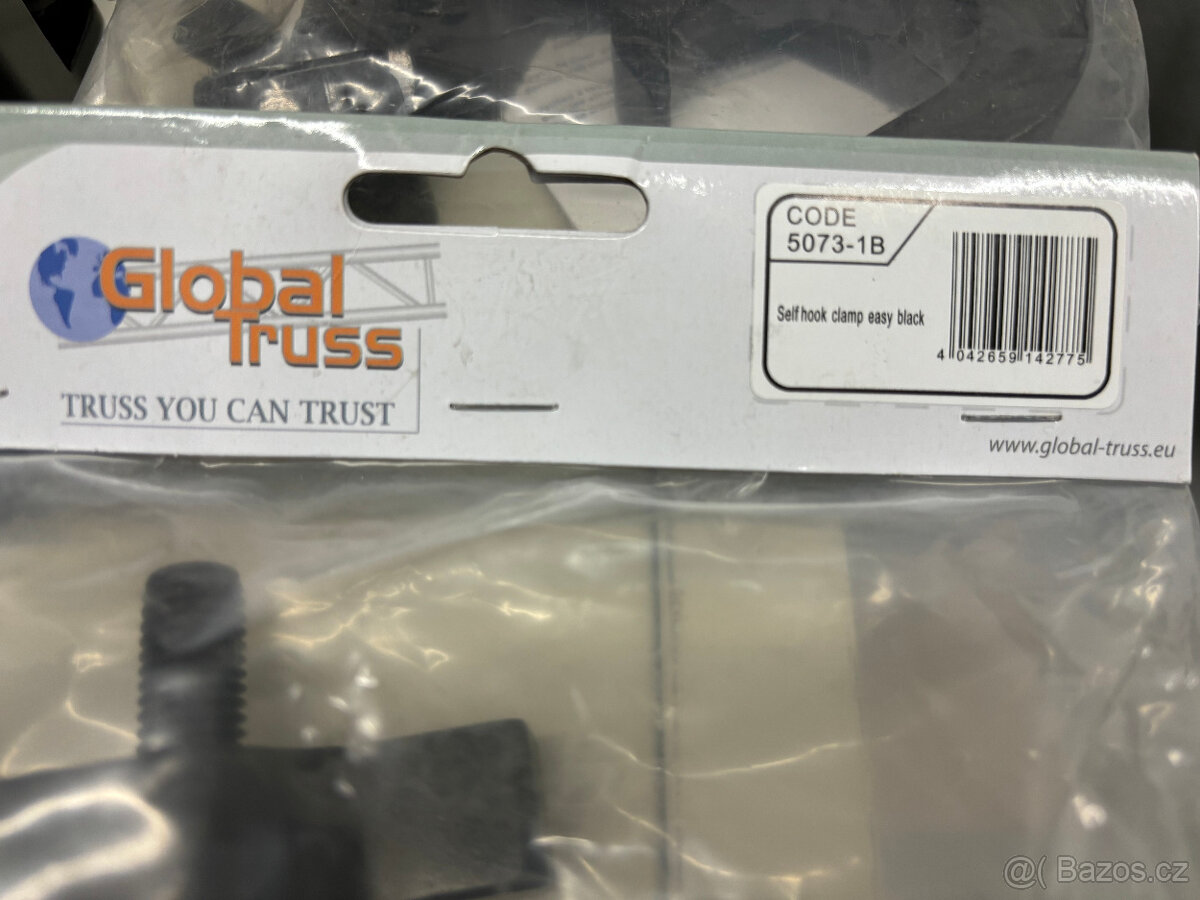 Global
Truss
TRUSS YOU CAN TRUST
CODE
5073-1B
Self hook clamp easy black
4 042659 142775
www.global-truss.eu
@( Bazos.cz